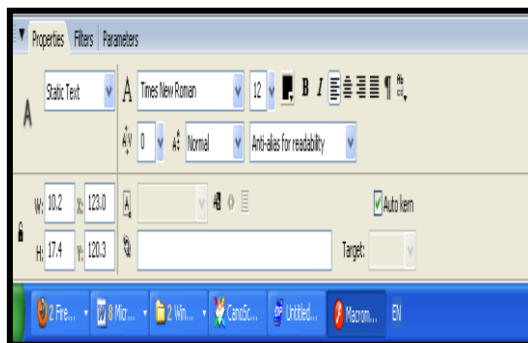 Properties Filters Parameters
Static Text A Times New Roman 12 B I ¶
A
A|V 0 A Normal Anti-alias for readability
W: 10.2 X: 123.0 Auto kern
H: 17.4 Y: 120.3 Target:
2 Fire... W 8 Micr... 2 Win... CanoSc... Untitled... Macrom... EN